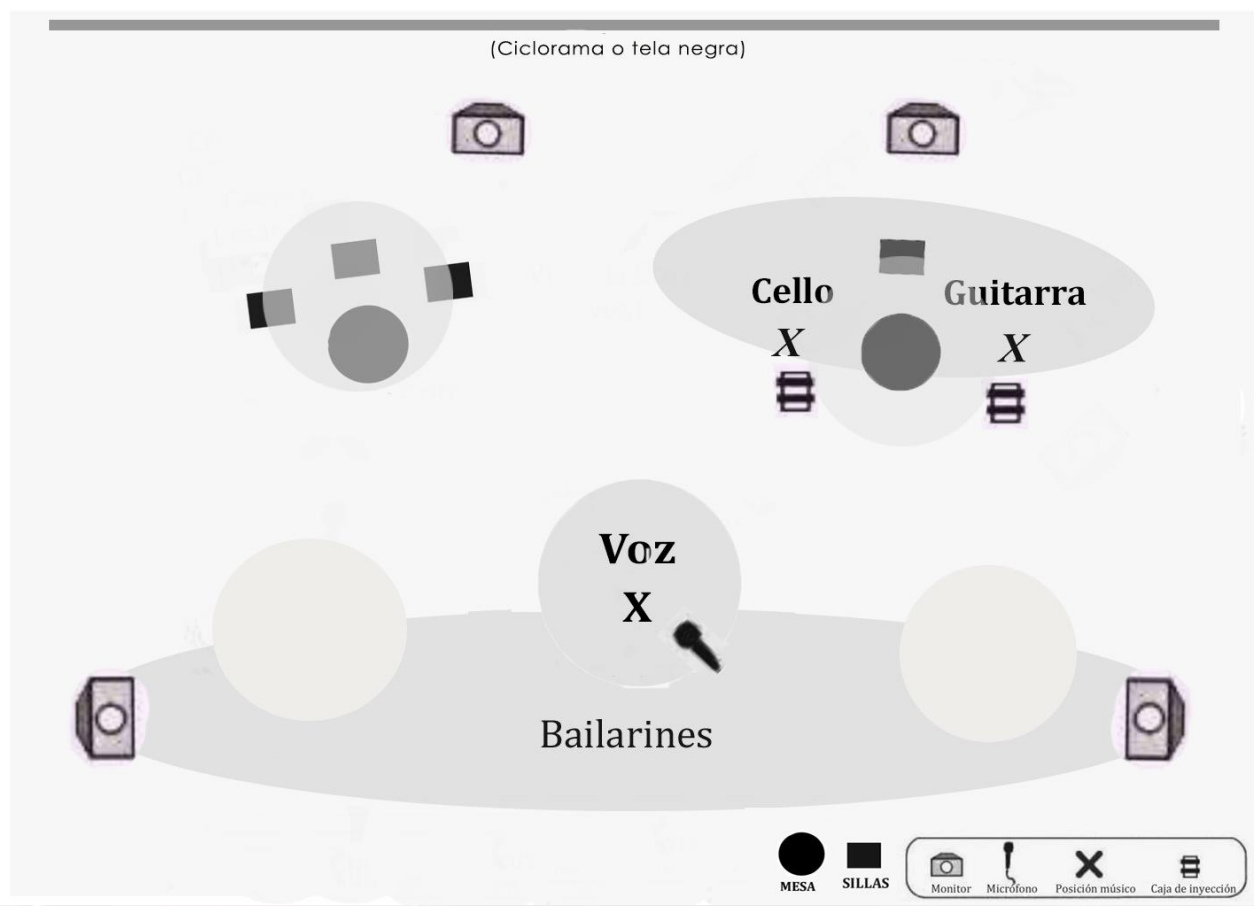 (Ciclorama o tela negra)
Cello
Guitarra
X
X
Voz
X
Bailarines
MESA
SILLAS
Monitor
Micrófono
Posición músico
Caja de inyección